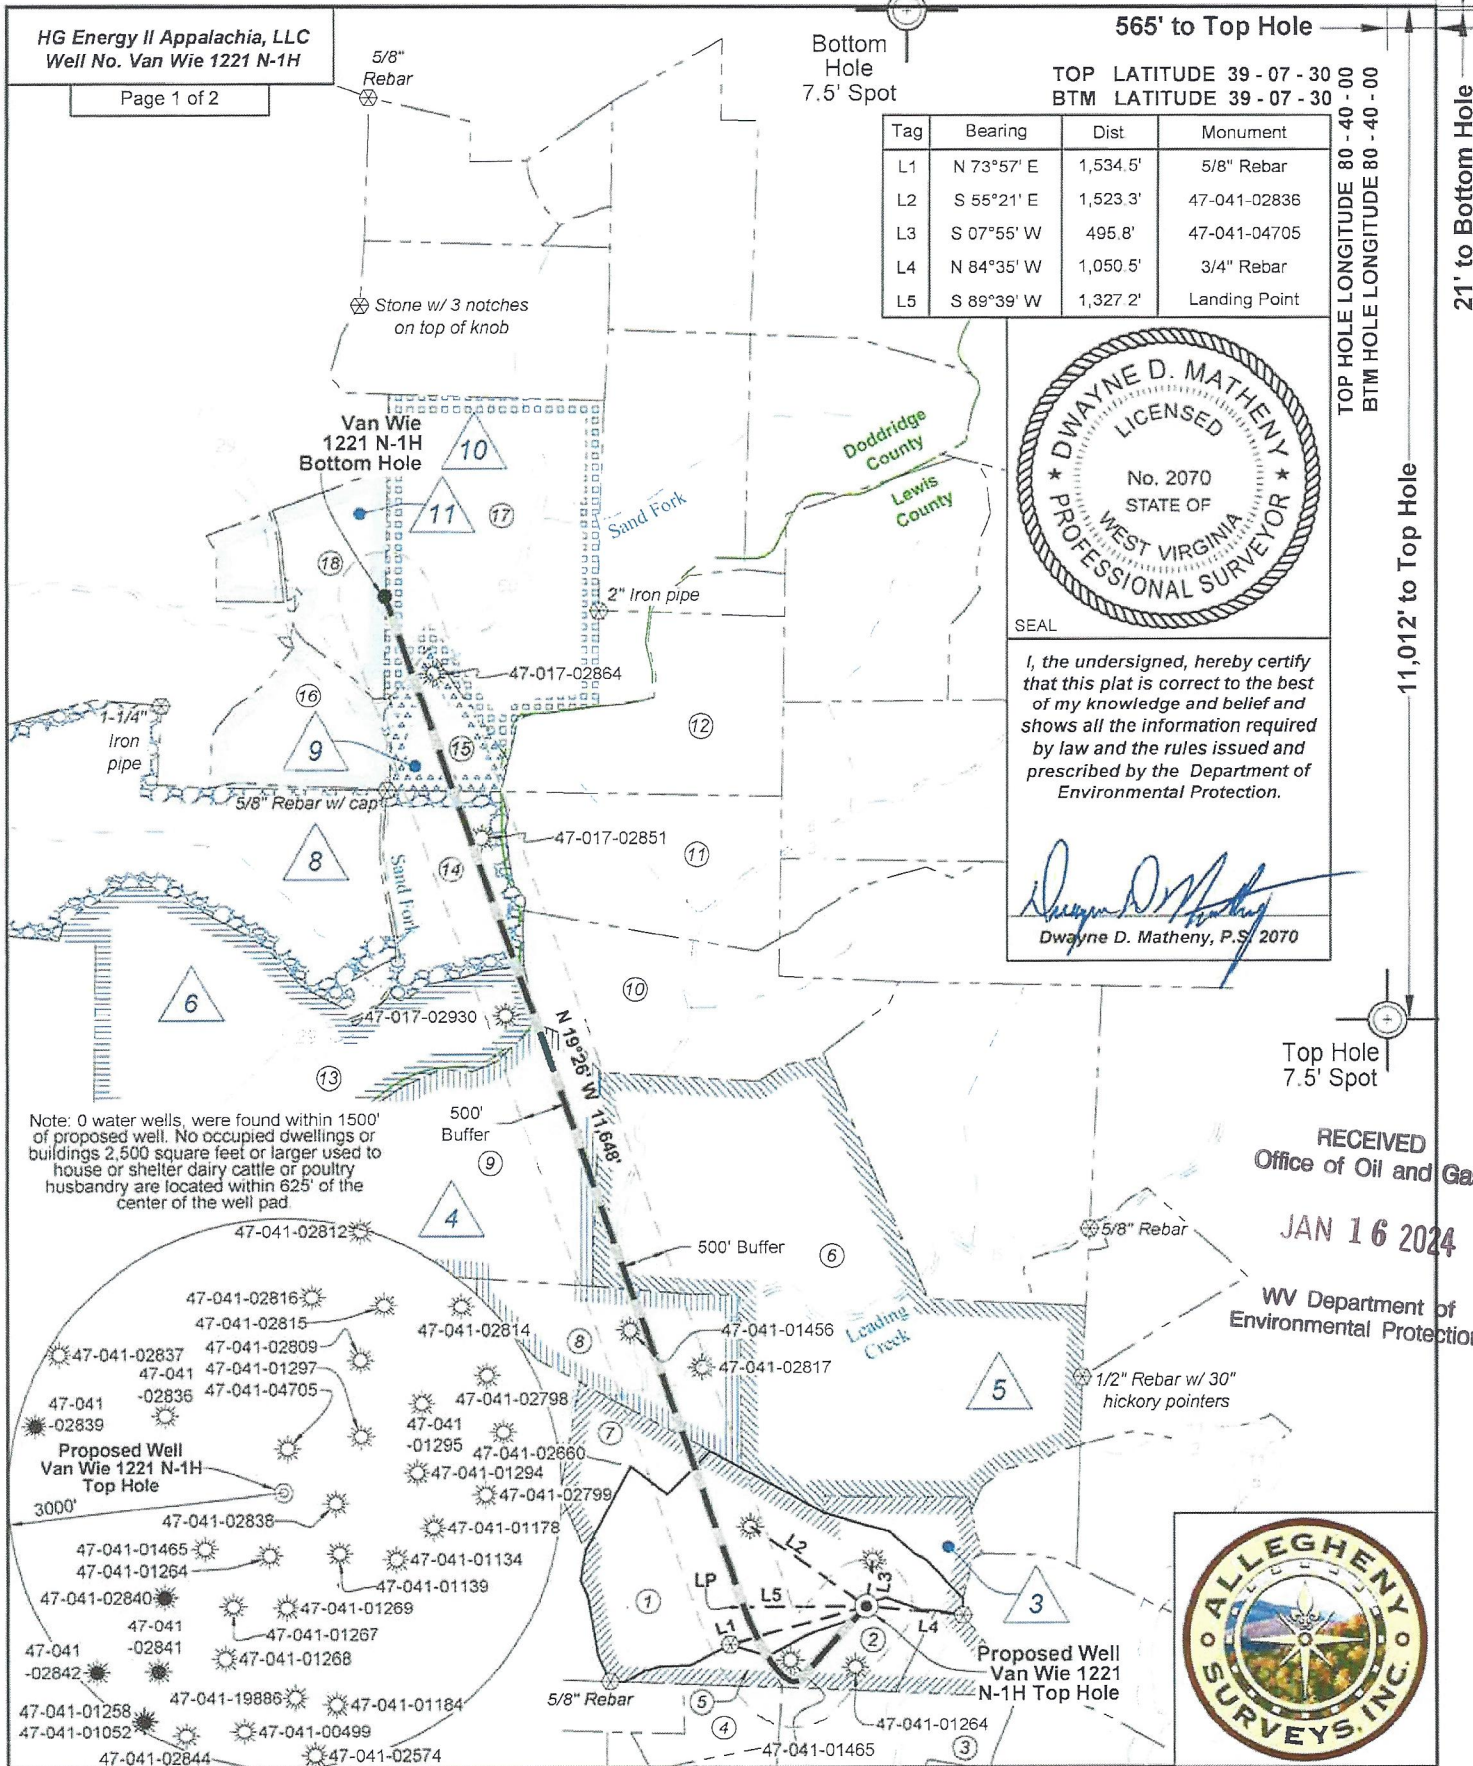 HG Energy II Appalachia, LLC
Well No. Van Wie 1221 N-1H
Page 1 of 2
5/8"
Rebar
Bottom
Hole
7.5' Spot
565' to Top Hole
TOP LATITUDE 39 - 07 - 30
BTM LATITUDE 39 - 07 - 30
TOP HOLE LONGITUDE 80 - 40 - 00
BTM HOLE LONGITUDE 80 - 40 - 00
21' to Bottom Hole
11,012' to Top Hole
Tag Bearing Dist Monument
L1 N 73°57' E 1,534.5' 5/8" Rebar
L2 S 55°21' E 1,523.3' 47-041-02836
L3 S 07°55' W 495.8' 47-041-04705
L4 N 84°35' W 1,050.5' 3/4" Rebar
L5 S 89°39' W 1,327.2' Landing Point
Stone w/ 3 notches
on top of knob
DWAYNE D. MATHENY
LICENSED
No. 2070
STATE OF
WEST VIRGINIA
PROFESSIONAL SURVEYOR
SEAL
I, the undersigned, hereby certify
that this plat is correct to the best
of my knowledge and belief and
shows all the information required
by law and the rules issued and
prescribed by the Department of
Environmental Protection.
Dwayne D. Matheny, P.S. 2070
Van Wie
1221 N-1H
Bottom Hole
10
11
17
18
Doddridge
County
Lewis
County
Sand Fork
2" Iron pipe
47-017-02864
16
1-1/4"
Iron
pipe
9
15
12
5/8" Rebar w/ cap
47-017-02851
8
14
11
Sand Fork
6
10
47-017-02930
13
N 19°26' W 11,648'
Top Hole
7.5' Spot
Note: 0 water wells, were found within 1500'
of proposed well. No occupied dwellings or
buildings 2,500 square feet or larger used to
house or shelter dairy cattle or poultry
husbandry are located within 625' of the
center of the well pad.
500'
Buffer
9
4
500' Buffer
6
RECEIVED
Office of Oil and Ga
JAN 16 2024
WV Department of
Environmental Protection
5/8" Rebar
1/2" Rebar w/ 30"
hickory pointers
Leading
Creek
5
8
47-041-01456
47-041-02817
7
47-041-02812
47-041-02816
47-041-02815
47-041-02814
47-041-02809
47-041-02837
47-041-01297
47-041
-02836
47-041-04705
47-041-02798
47-041
-02839
47-041
-01295
47-041-02660
Proposed Well
Van Wie 1221 N-1H
Top Hole
47-041-01294
47-041-02799
3000'
47-041-02838
47-041-01178
47-041-01465
47-041-01264
47-041-01134
47-041-01139
47-041-02840
47-041-01269
47-041
-02841
47-041-01267
47-041
-02842
47-041-01268
47-041-19886
47-041-01184
47-041-01258
47-041-01052
47-041-00499
47-041-02844
47-041-02574
L2
L3
LP
L5
1
L1
L4
2
3
Proposed Well
Van Wie 1221
N-1H Top Hole
5/8" Rebar
5
4
47-041-01264
47-041-01465
3
ALLEGHENY
SURVEYS, INC.